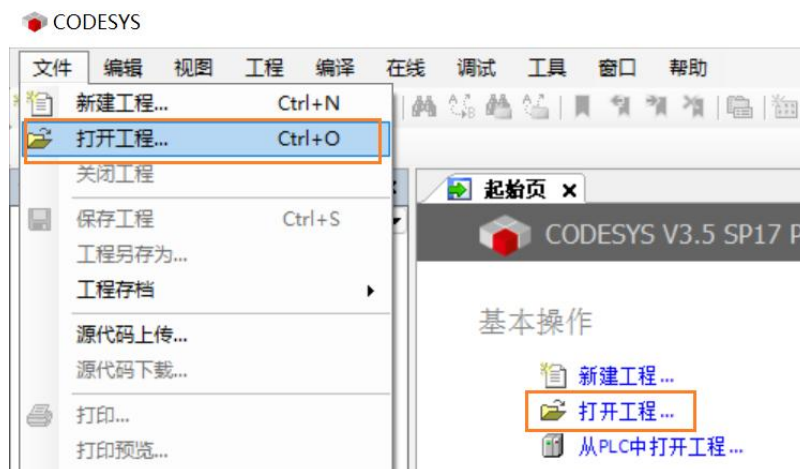 CODESYS
文件 编辑 视图 工程 编译 在线 调试 工具 窗口 帮助
新建工程... Ctrl+N
打开工程... Ctrl+O
关闭工程
保存工程 Ctrl+S
工程另存为...
工程存档
源代码上传...
源代码下载...
打印...
打印预览...
起始页
CODESYS V3.5 SP17 P
基本操作
新建工程...
打开工程...
从PLC中打开工程...